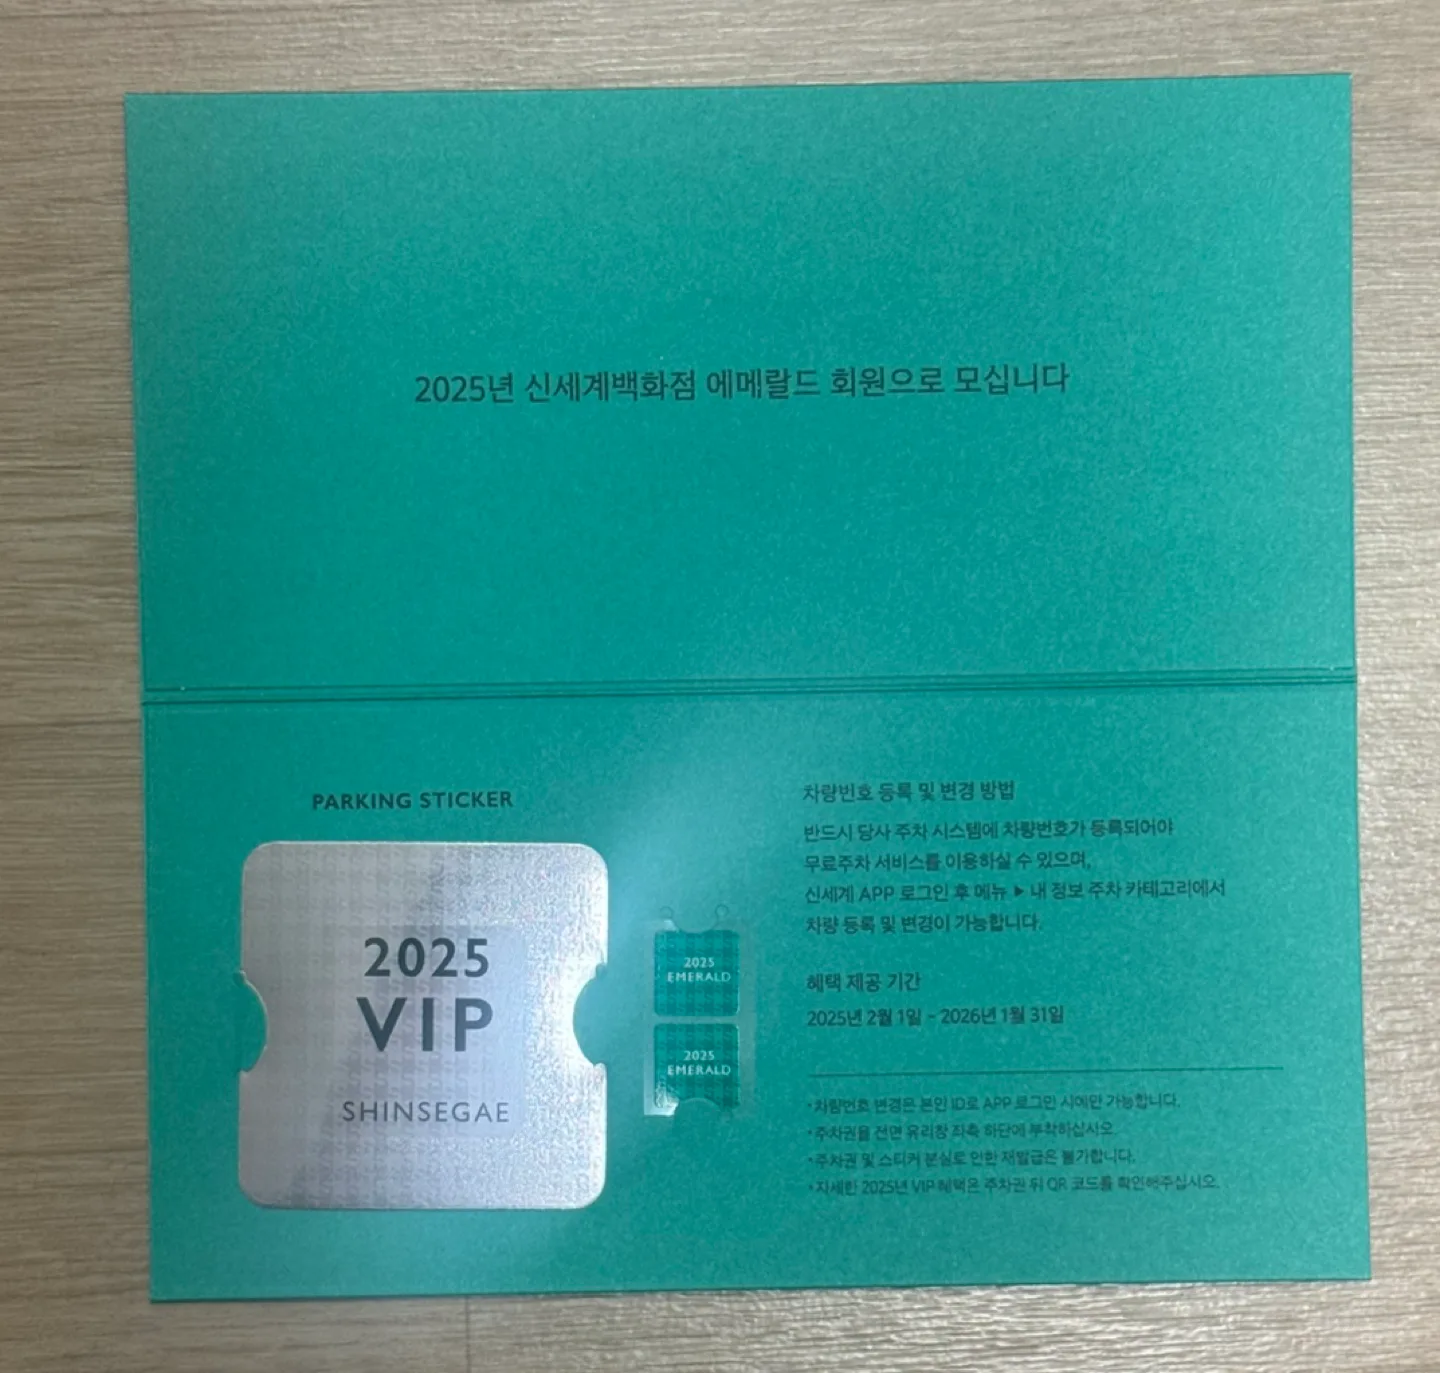 2025년 신세계백화점 에메랄드 회원으로 모십니다
PARKING STICKER
2025
VIP
SHINSEGAE
2025
EMERALD
2025
EMERALD
차량번호 등록 및 변경 방법
반드시 당사 주차 시스템에 차량번호가 등록되어야
무료주차 서비스를 이용하실 수 있으며,
신세계 APP 로그인 후 메뉴 ▶ 내 정보 주차 카테고리에서
차량 등록 및 변경이 가능합니다.
혜택 제공 기간
2025년 2월 1일 - 2026년 1월 31일
• 차량번호 변경은 본인 ID로 APP 로그인 시에만 가능합니다.
• 주차권을 전면 유리창 좌측 하단에 부착하십시오.
• 주차권 및 스티커 분실로 인한 재발급은 불가합니다.
• 자세한 2025년 VIP 혜택은 주차권 뒤 QR 코드를 확인해주십시오.